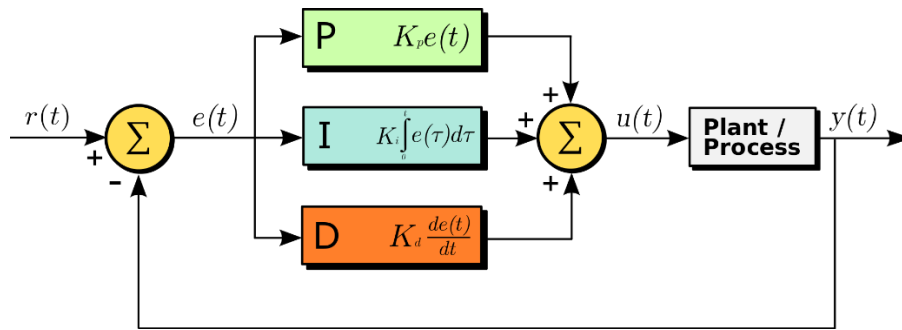 P K_p e(t)
r(t)
+
-
Σ
e(t)
I K_i ∫_0^t e(τ)dτ
D K_d de(t)/dt
+
+
+
Σ
u(t)
Plant /
Process
y(t)